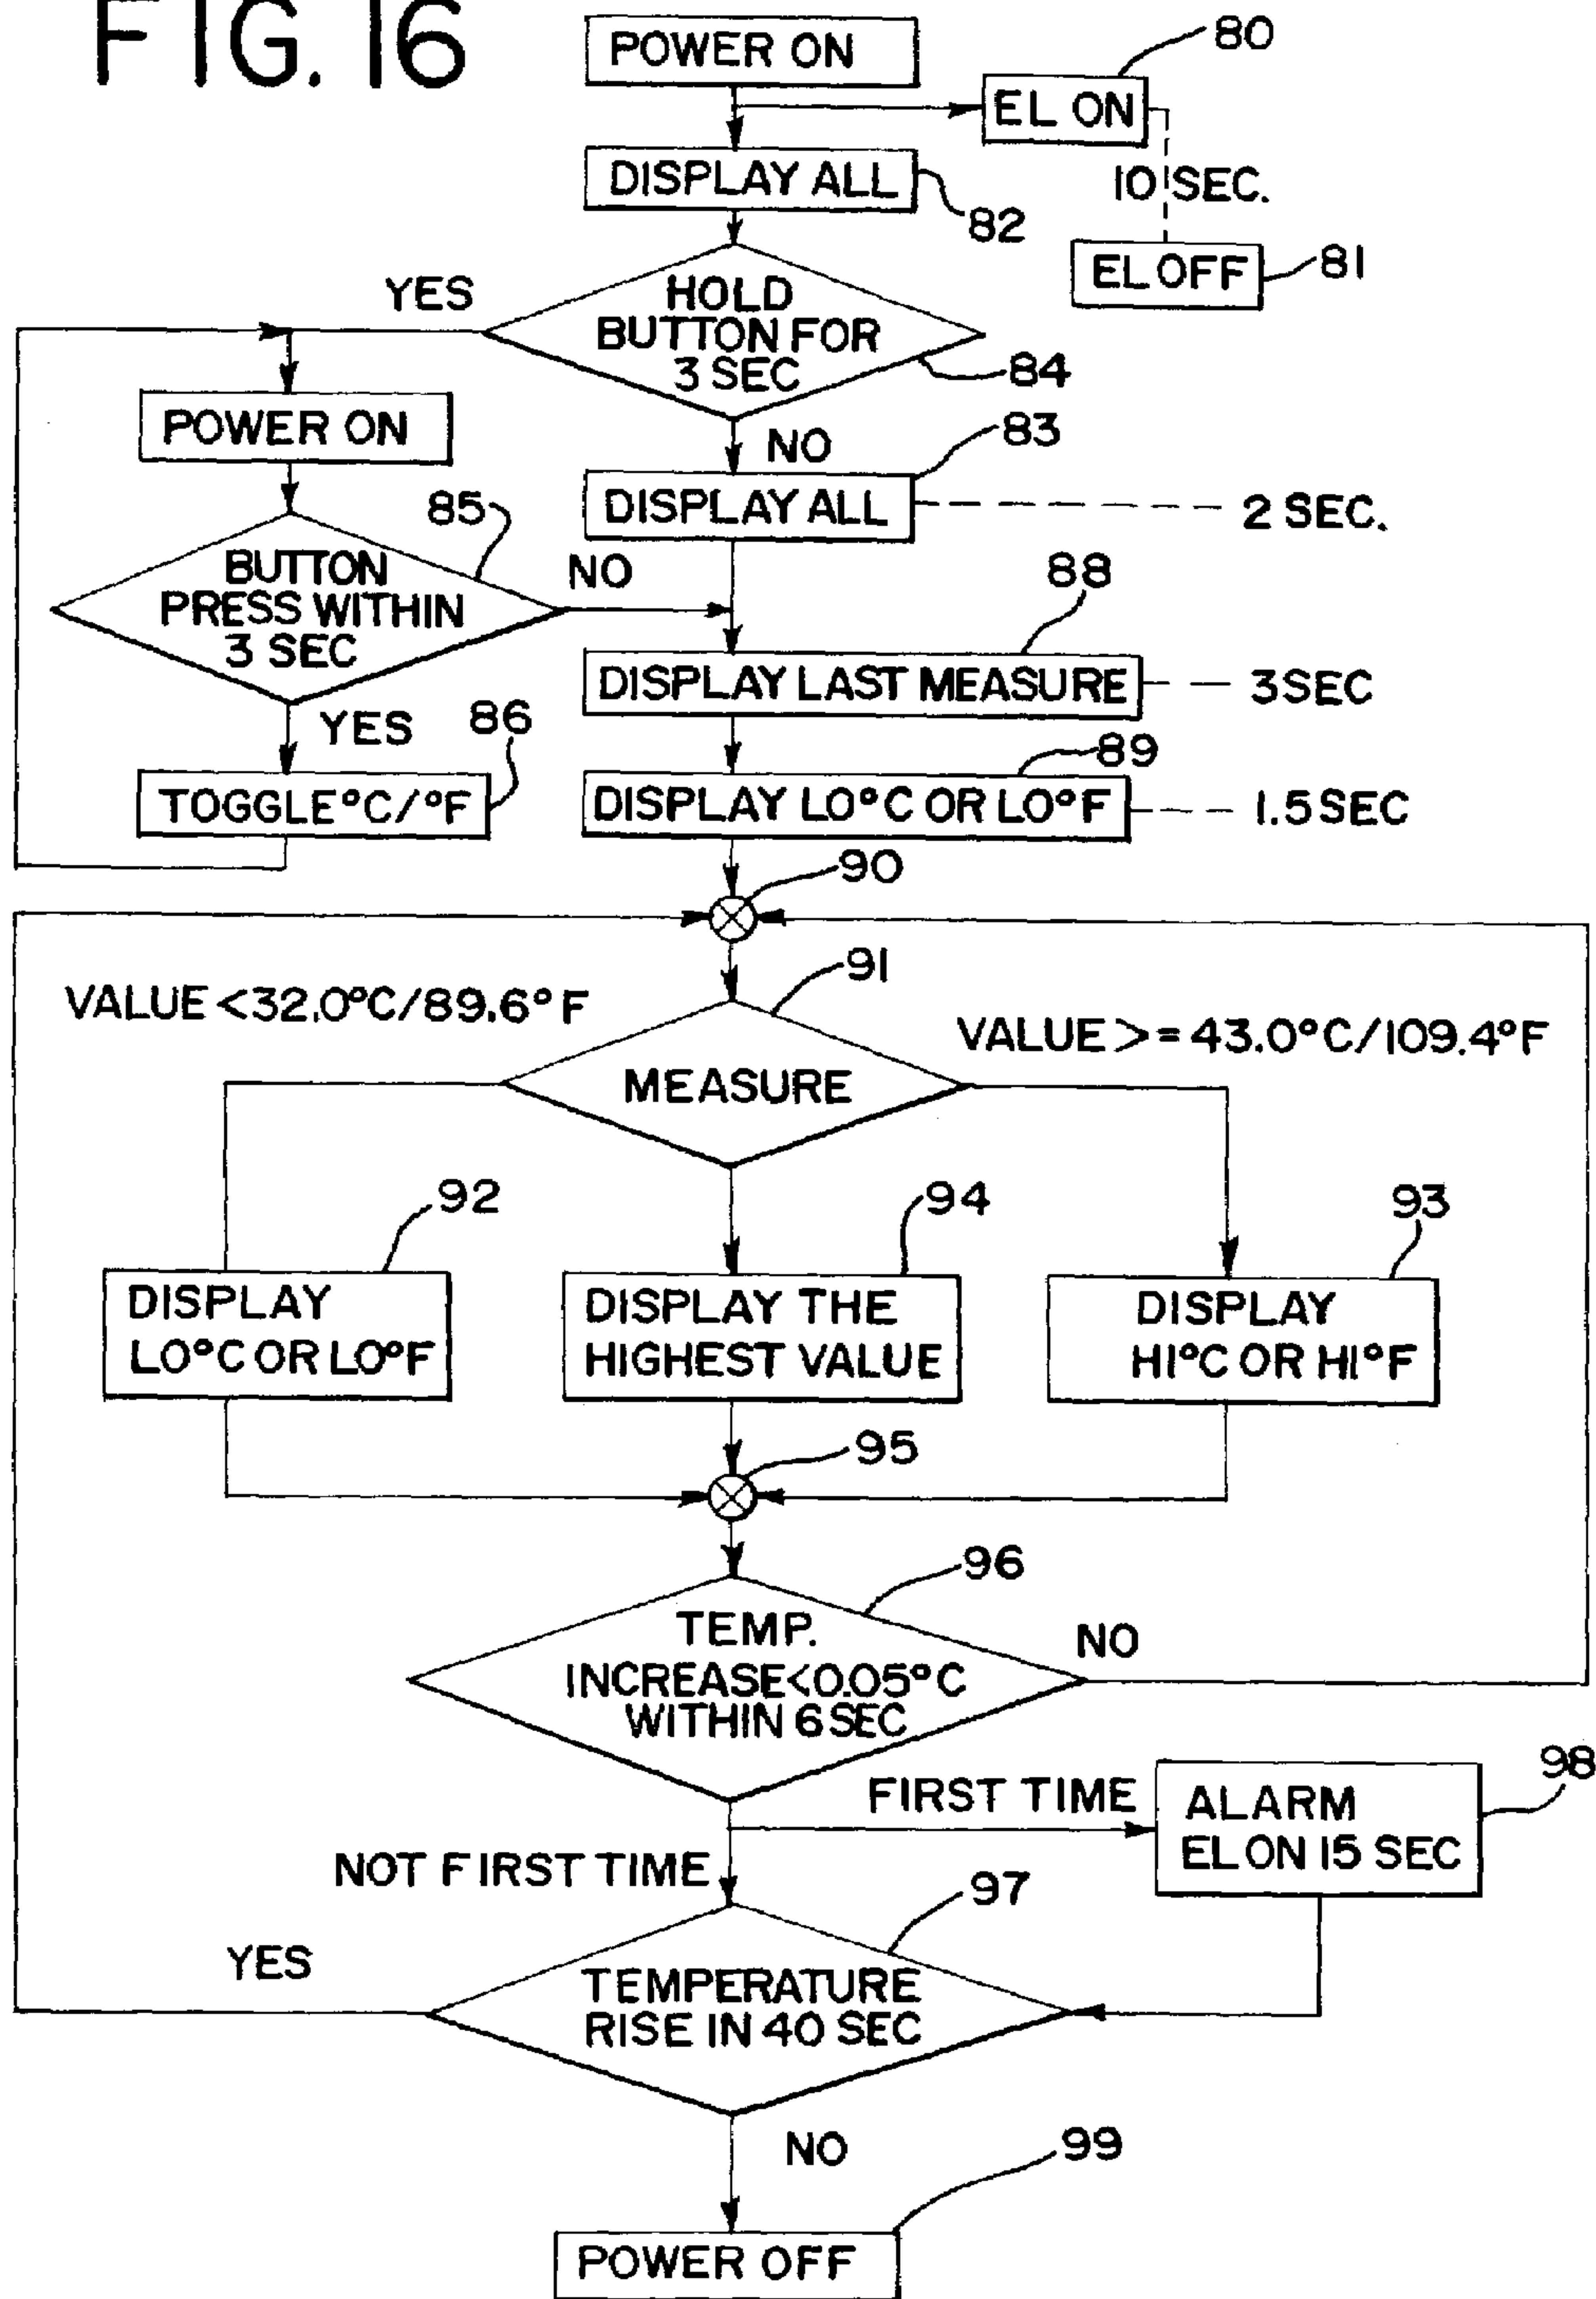 FIG. 16
POWER ON
80
EL ON
DISPLAY ALL
10 SEC.
82
EL OFF
81
YES
HOLD
BUTTON FOR
3 SEC
84
POWER ON
NO
83
DISPLAY ALL
2 SEC.
85
BUTTON
PRESS WITHIN
3 SEC
NO
88
DISPLAY LAST MEASURE
3 SEC
YES
86
89
TOGGLE °C/°F
DISPLAY LO°C OR LO°F
1.5 SEC
90
91
VALUE <32.0°C/89.6°F
VALUE >= 43.0°C/109.4°F
MEASURE
92
94
93
DISPLAY
LO°C OR LO°F
DISPLAY THE
HIGHEST VALUE
DISPLAY
HI°C OR HI°F
95
96
TEMP.
INCREASE<0.05°C
WITHIN 6 SEC
NO
98
FIRST TIME
ALARM
EL ON 15 SEC
NOT FIRST TIME
97
YES
TEMPERATURE
RISE IN 40 SEC
NO
99
POWER OFF